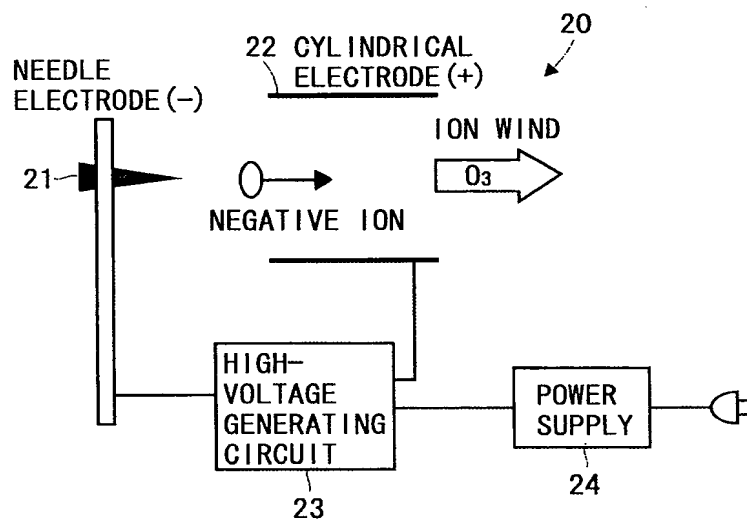 20
22 CYLINDRICAL
ELECTRODE(+)
NEEDLE
ELECTRODE(-)
ION WIND
21
O3
NEGATIVE ION
HIGH-
VOLTAGE
GENERATING
CIRCUIT
POWER
SUPPLY
23
24